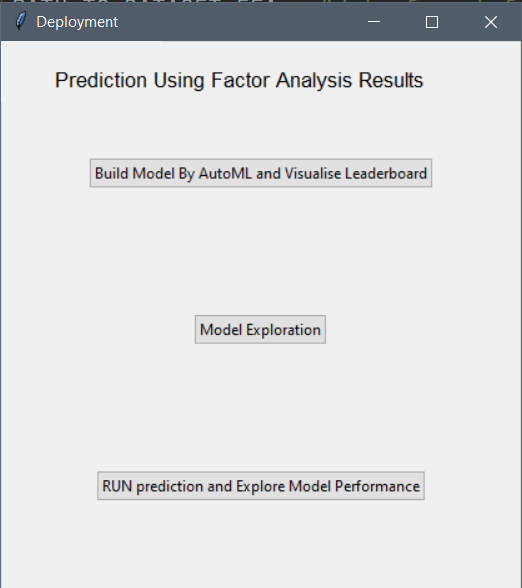 Deployment
Prediction Using Factor Analysis Results
Build Model By AutoML and Visualise Leaderboard
Model Exploration
RUN prediction and Explore Model Performance